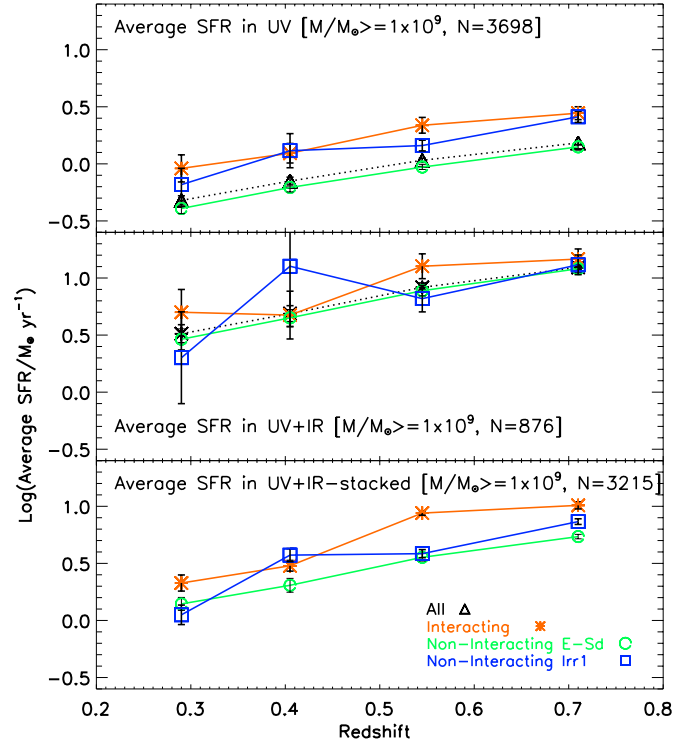 Average SFR in UV [M/M☉>=1x10⁹, N=3698]
1.0
0.5
0.0
−0.5
1.0
0.5
0.0
−0.5
Average SFR in UV+IR [M/M☉>=1x10⁹, N=876]
Log(Average SFR/M☉ yr⁻¹)
Average SFR in UV+IR−stacked [M/M☉>=1x10⁹, N=3215]
1.0
0.5
0.0
−0.5
All
Interacting
Non−Interacting E−Sd
Non−Interacting Irr1
0.2 0.3 0.4 0.5 0.6 0.7 0.8
Redshift